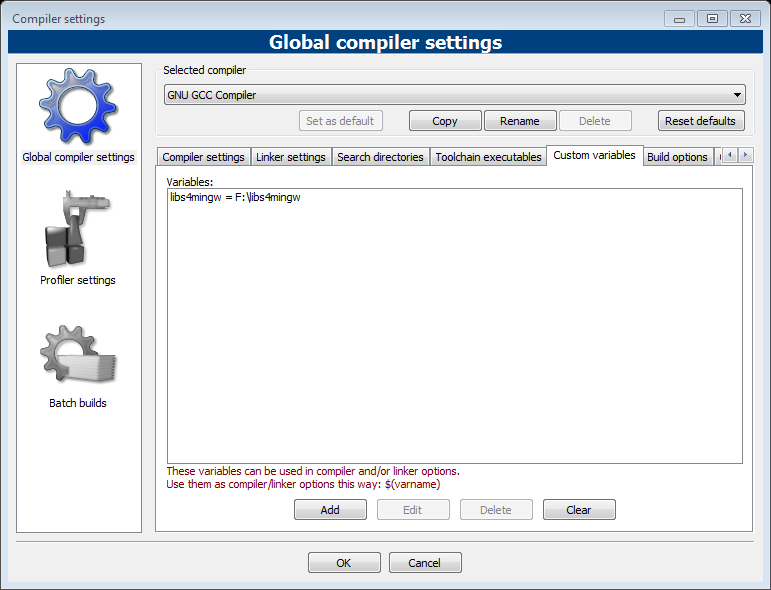 Compiler settings
Global compiler settings
Global compiler settings
Profiler settings
Batch builds
Selected compiler
GNU GCC Compiler
Set as default Copy Rename Delete Reset defaults
Compiler settings Linker settings Search directories Toolchain executables Custom variables Build options
Variables:
libs4mingw = F:\libs4mingw
These variables can be used in compiler and/or linker options.
Use them as compiler/linker options this way: $(varname)
Add Edit Delete Clear
OK Cancel